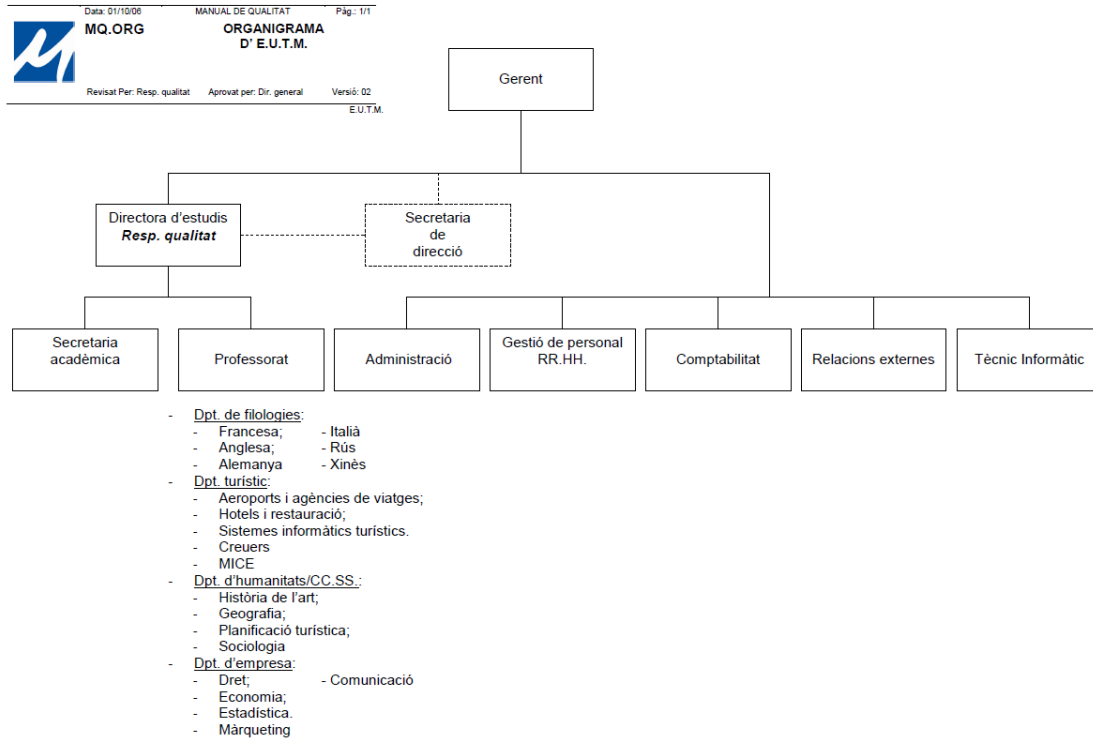 Data: 01/10/06 MANUAL DE QUALITAT Pàg.: 1/1
MQ.ORG ORGANIGRAMA
D' E.U.T.M.
Revisat Per: Resp. qualitat Aprovat per: Dir. general Versió: 02
E.U.T.M.
Gerent
Directora d'estudis
Resp. qualitat
Secretaria
de
direcció
Secretaria
acadèmica
Professorat
Administració
Gestió de personal
RR.HH.
Comptabilitat
Relacions externes
Tècnic Informàtic
- Dpt. de filologies:
- Francesa; - Italià
- Anglesa; - Rús
- Alemanya - Xinès
- Dpt. turístic:
- Aeroports i agències de viatges;
- Hotels i restauració;
- Sistemes informàtics turístics.
- Creuers
- MICE
- Dpt. d'humanitats/CC.SS.:
- Història de l'art;
- Geografia;
- Planificació turística;
- Sociologia
- Dpt. d'empresa:
- Dret; - Comunicació
- Economia;
- Estadística.
- Màrqueting